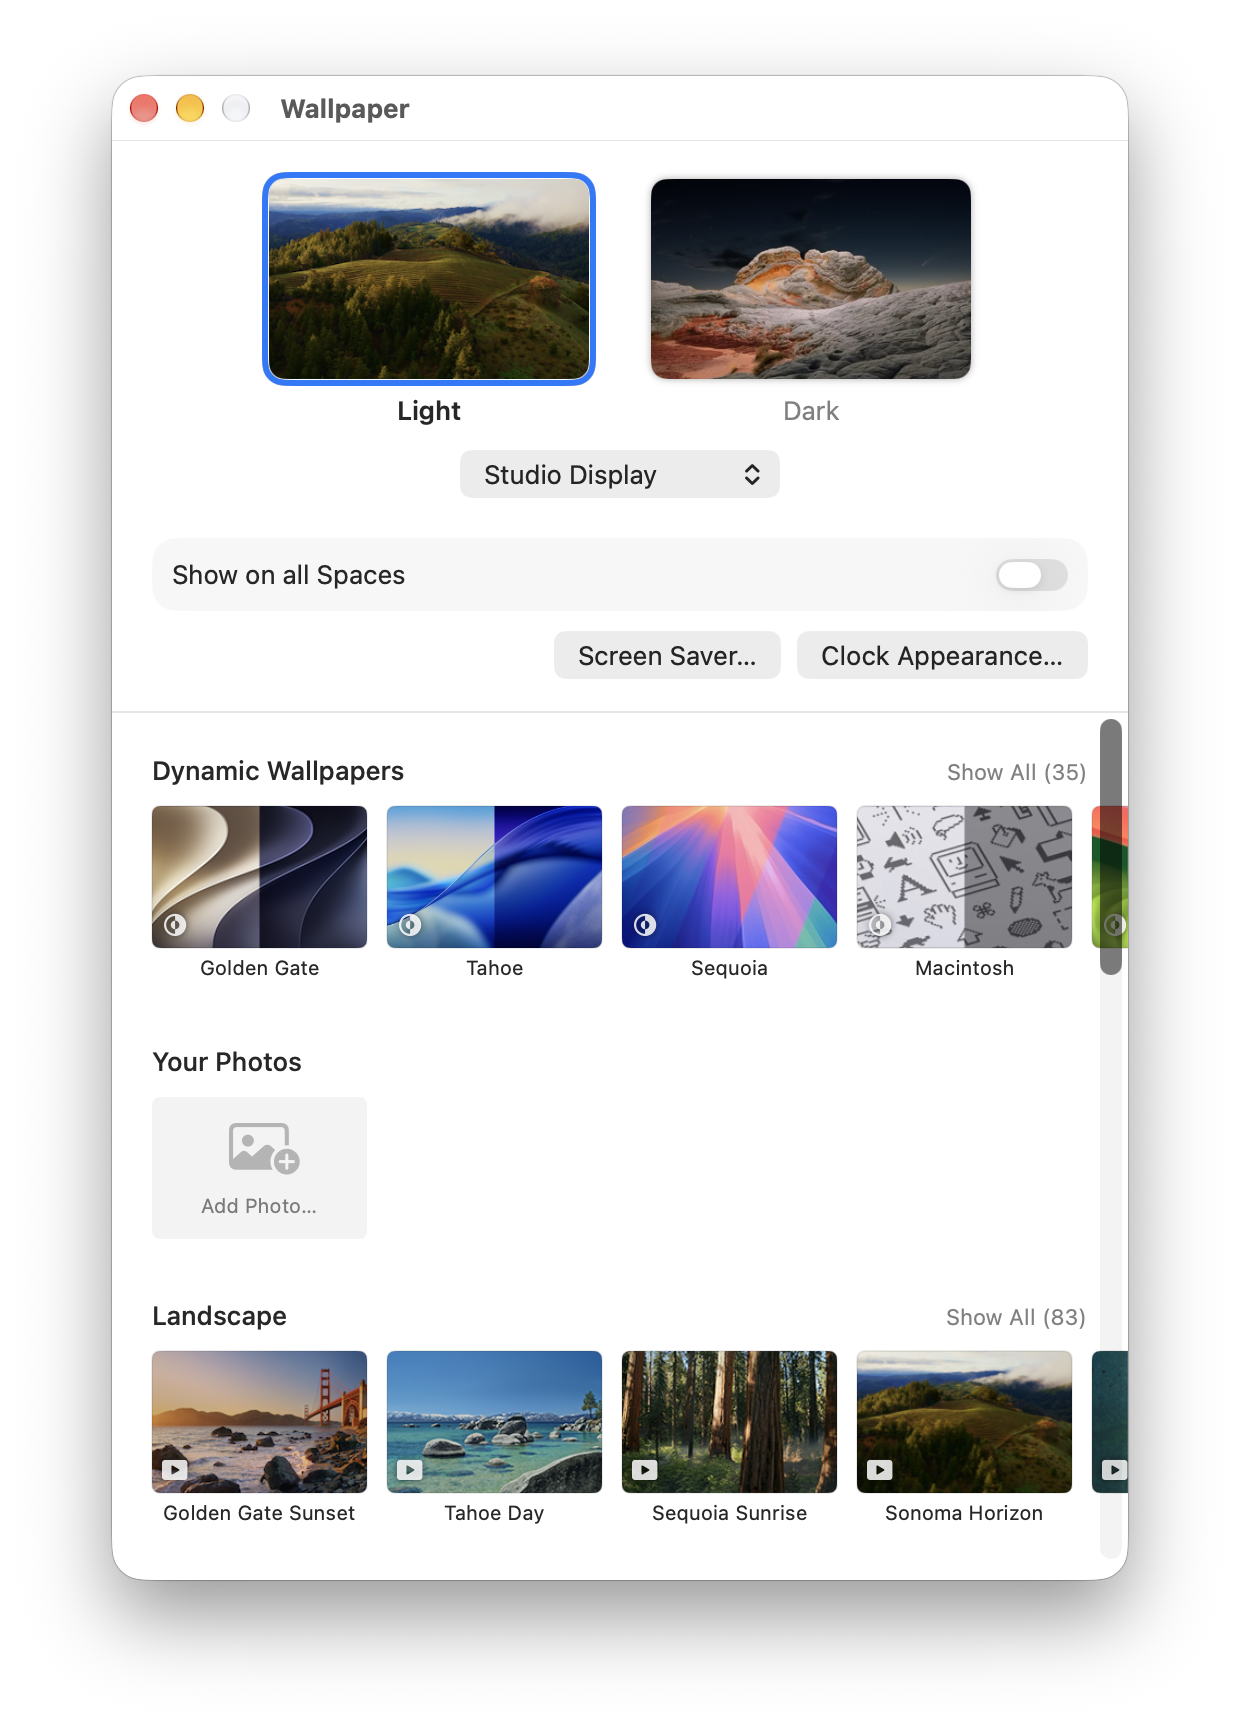 Wallpaper
Light
Dark
Studio Display
Show on all Spaces
Screen Saver...
Clock Appearance...
Dynamic Wallpapers
Show All (35)
Golden Gate
Tahoe
Sequoia
Macintosh
Your Photos
Add Photo...
Landscape
Show All (83)
Golden Gate Sunset
Tahoe Day
Sequoia Sunrise
Sonoma Horizon